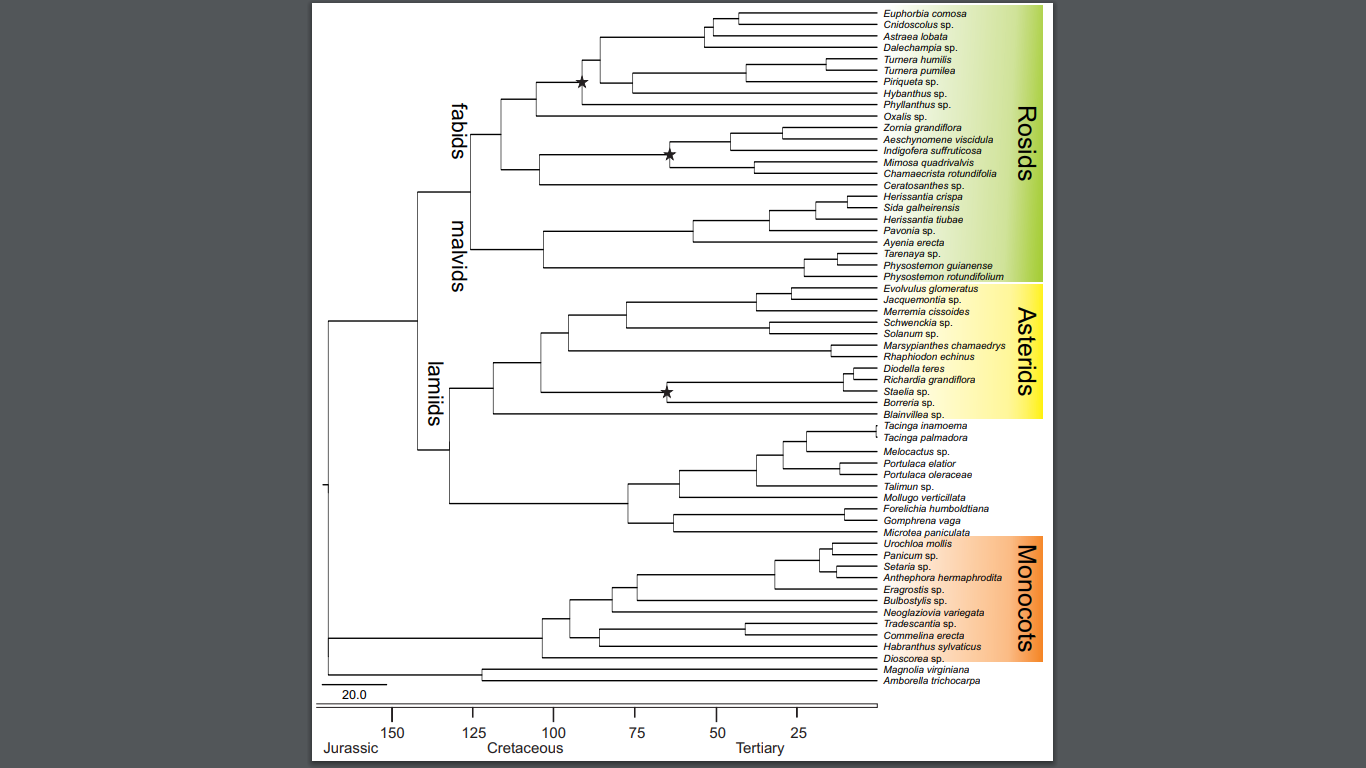 Euphorbia comosa
Cnidoscolus sp.
Astraea lobata
Dalechampia sp.
Turnera humilis
Turnera pumilea
Piriqueta sp.
Hybanthus sp.
Phyllanthus sp.
Oxalis sp.
Zornia grandiflora
Aeschynomene viscidula
Indigofera suffruticosa
Mimosa quadrivalvis
Chamaecrista rotundifolia
Ceratosanthes sp.
Herissantia crispa
Sida galheirensis
Herissantia tiubae
Pavonia sp.
Ayenia erecta
Tarenaya sp.
Physostemon guianense
Physostemon rotundifolium
Evolvulus glomeratus
Jacquemontia sp.
Merremia cissoides
Schwenckia sp.
Solanum sp.
Marsypianthes chamaedrys
Rhaphiodon echinus
Diodella teres
Richardia grandiflora
Staelia sp.
Borreria sp.
Blainvillea sp.
Tacinga inamoema
Tacinga palmadora
Melocactus sp.
Portulaca elatior
Portulaca oleraceae
Talimun sp.
Mollugo verticillata
Forelichia humboldtiana
Gomphrena vaga
Microtea paniculata
Urochloa mollis
Panicum sp.
Setaria sp.
Anthephora hermaphrodita
Eragrostis sp.
Bulbostylis sp.
Neoglaziovia variegata
Tradescantia sp.
Commelina erecta
Habranthus sylvaticus
Dioscorea sp.
Magnolia virginiana
Amborella trichocarpa
Rosids
Asterids
Monocots
fabids
malvids
lamiids
20.0
150 125 100 75 50 25
Jurassic Cretaceous Tertiary